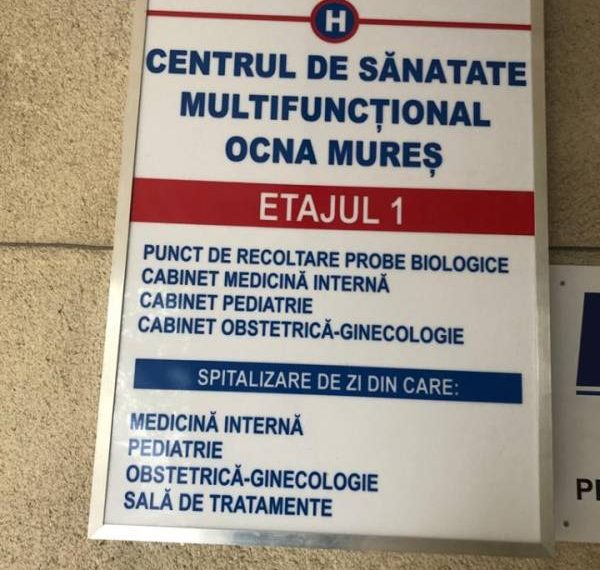 H
CENTRUL DE SĂNATATE
MULTIFUNCȚIONAL
OCNA MUREȘ
ETAJUL 1
PUNCT DE RECOLTARE PROBE BIOLOGICE
CABINET MEDICINĂ INTERNĂ
CABINET PEDIATRIE
CABINET OBSTETRICĂ-GINECOLOGIE
SPITALIZARE DE ZI DIN CARE:
MEDICINĂ INTERNĂ
PEDIATRIE
OBSTETRICĂ-GINECOLOGIE
SALĂ DE TRATAMENTE